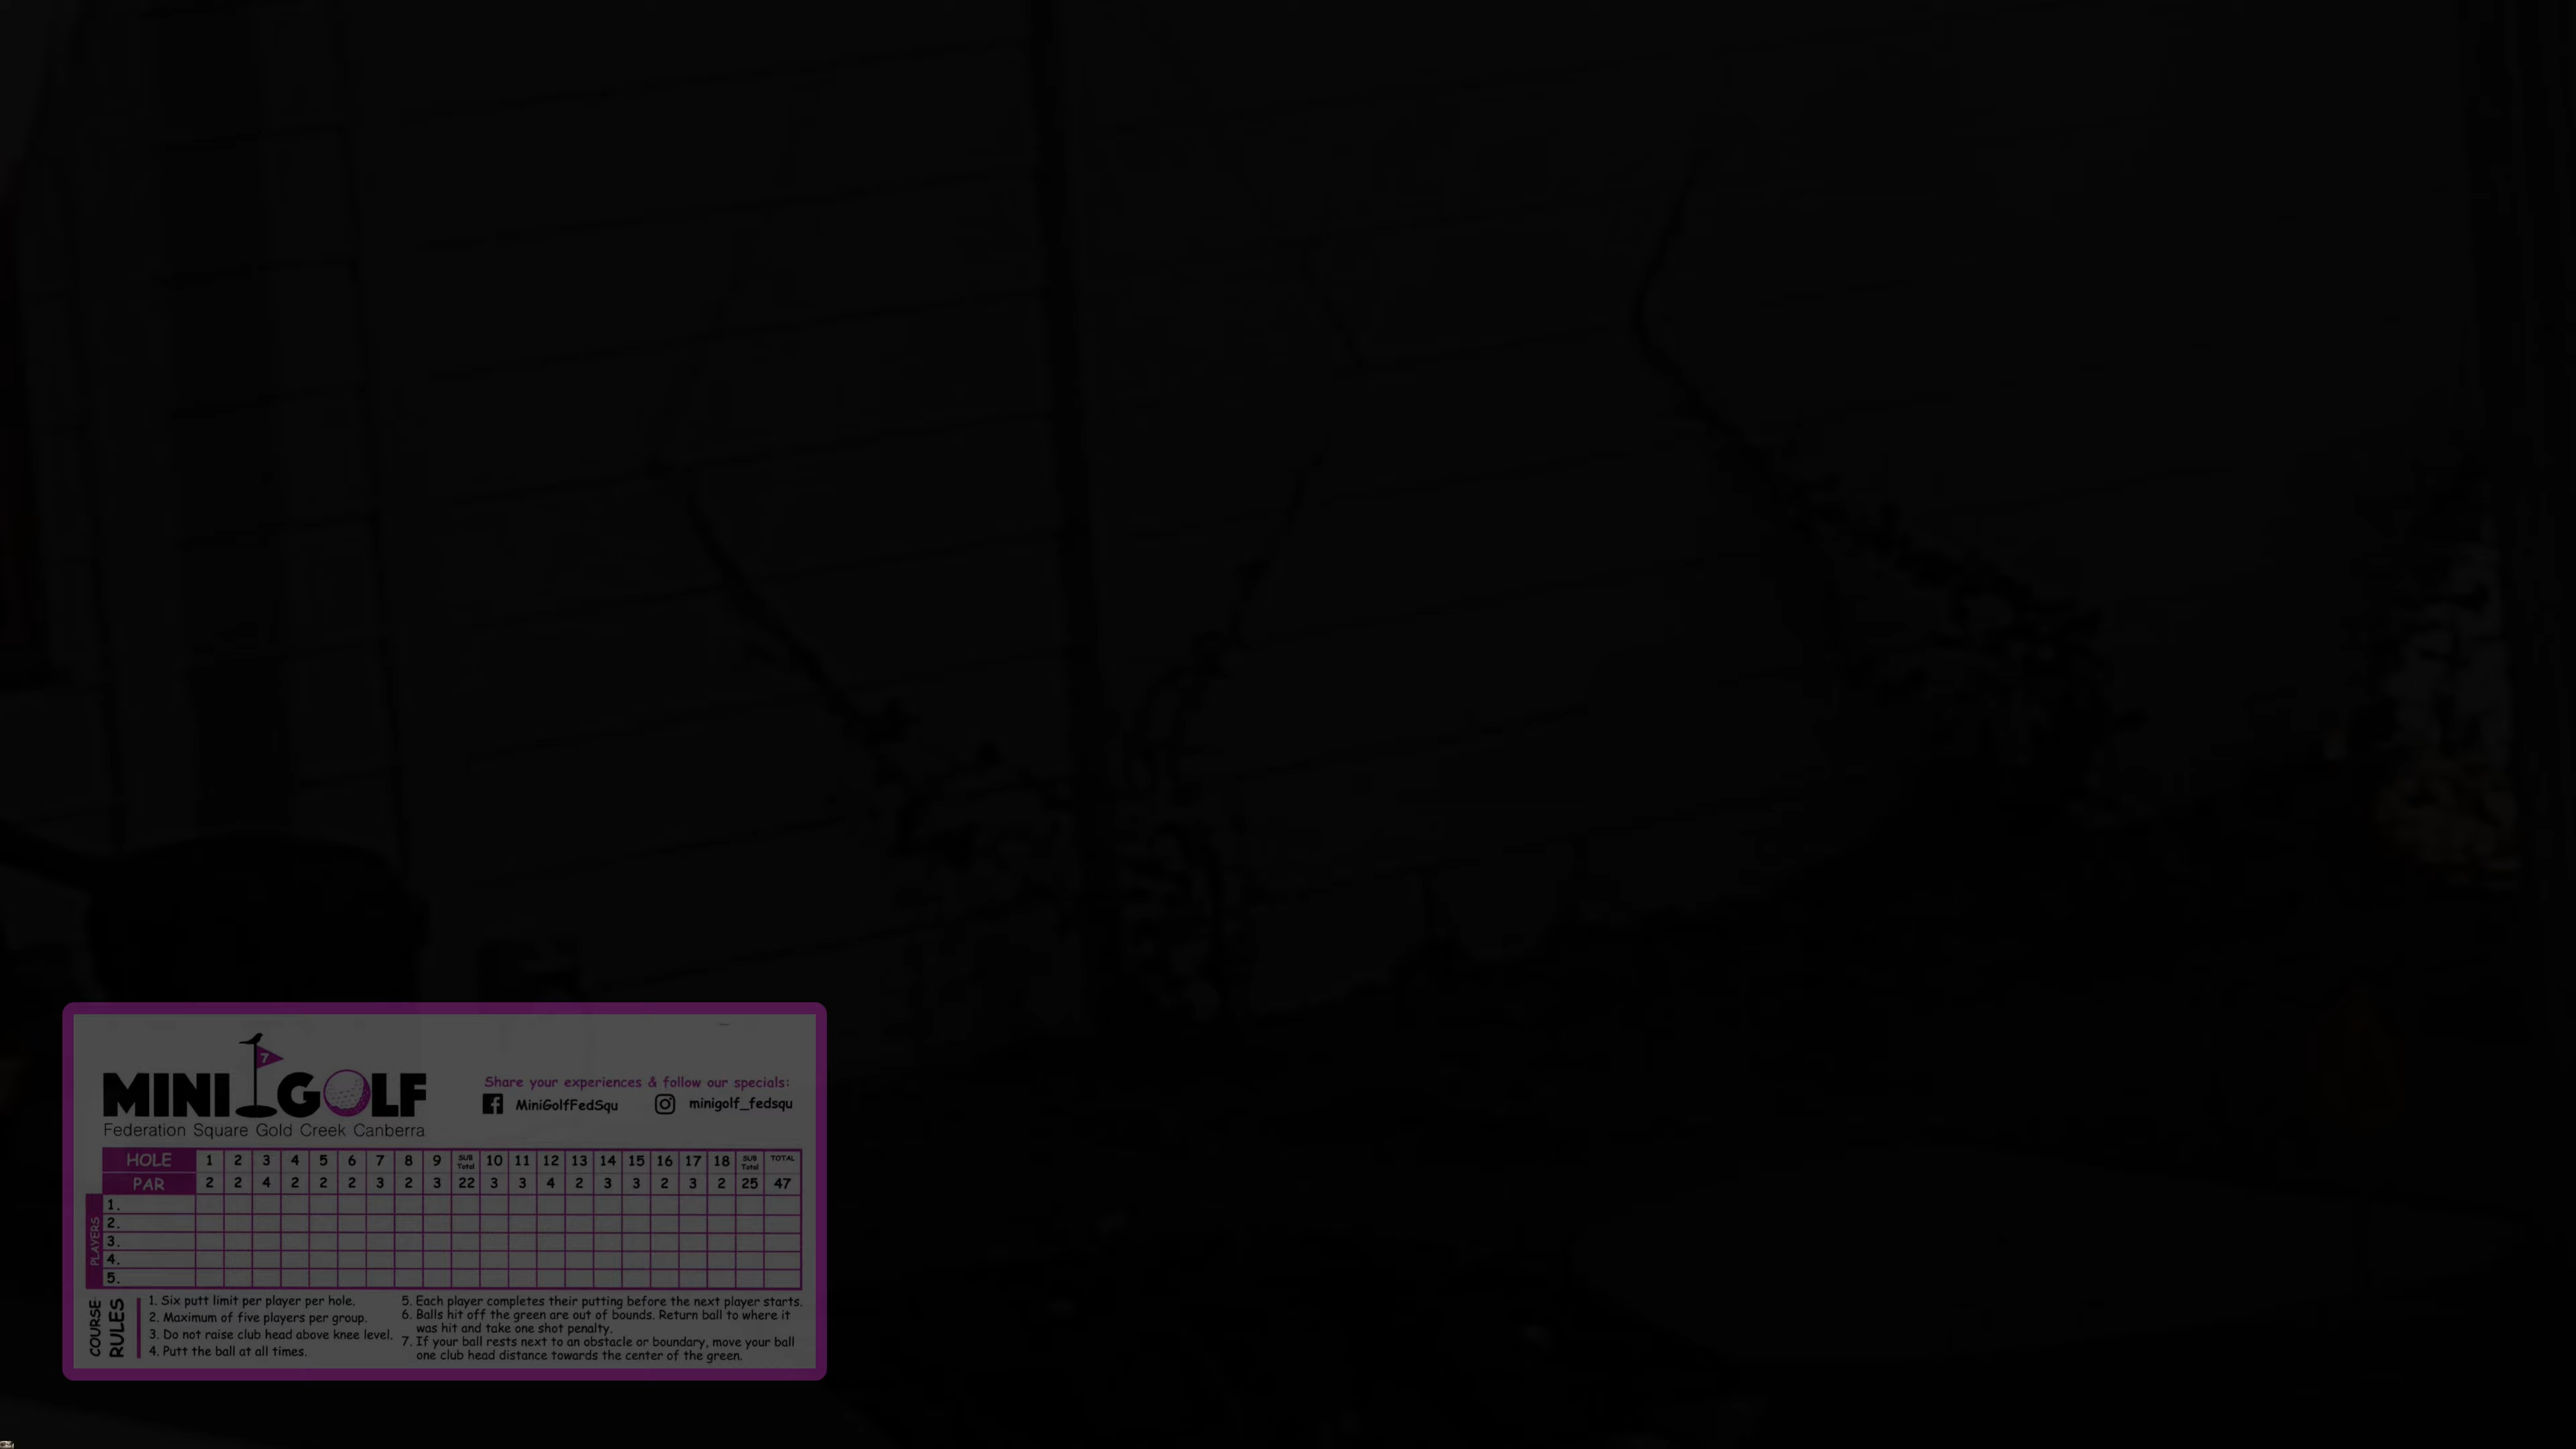 7
MINI GOLF
Federation Square Gold Creek Canberra
Share your experiences & follow our specials:
MiniGolfFedSqu minigolf_fedsqu
HOLE 1 2 3 4 5 6 7 8 9 SUB Total 10 11 12 13 14 15 16 17 18 SUB Total TOTAL
PAR 2 2 4 2 2 2 3 2 3 22 3 3 4 2 3 3 2 3 2 25 47
PLAYERS
1.
2.
3.
4.
5.
COURSE
RULES
1. Six putt limit per player per hole.
2. Maximum of five players per group.
3. Do not raise club head above knee level.
4. Putt the ball at all times.
5. Each player completes their putting before the next player starts.
6. Balls hit off the green are out of bounds. Return ball to where it
was hit and take one shot penalty.
7. If your ball rests next to an obstacle or boundary, move your ball
one club head distance towards the center of the green.